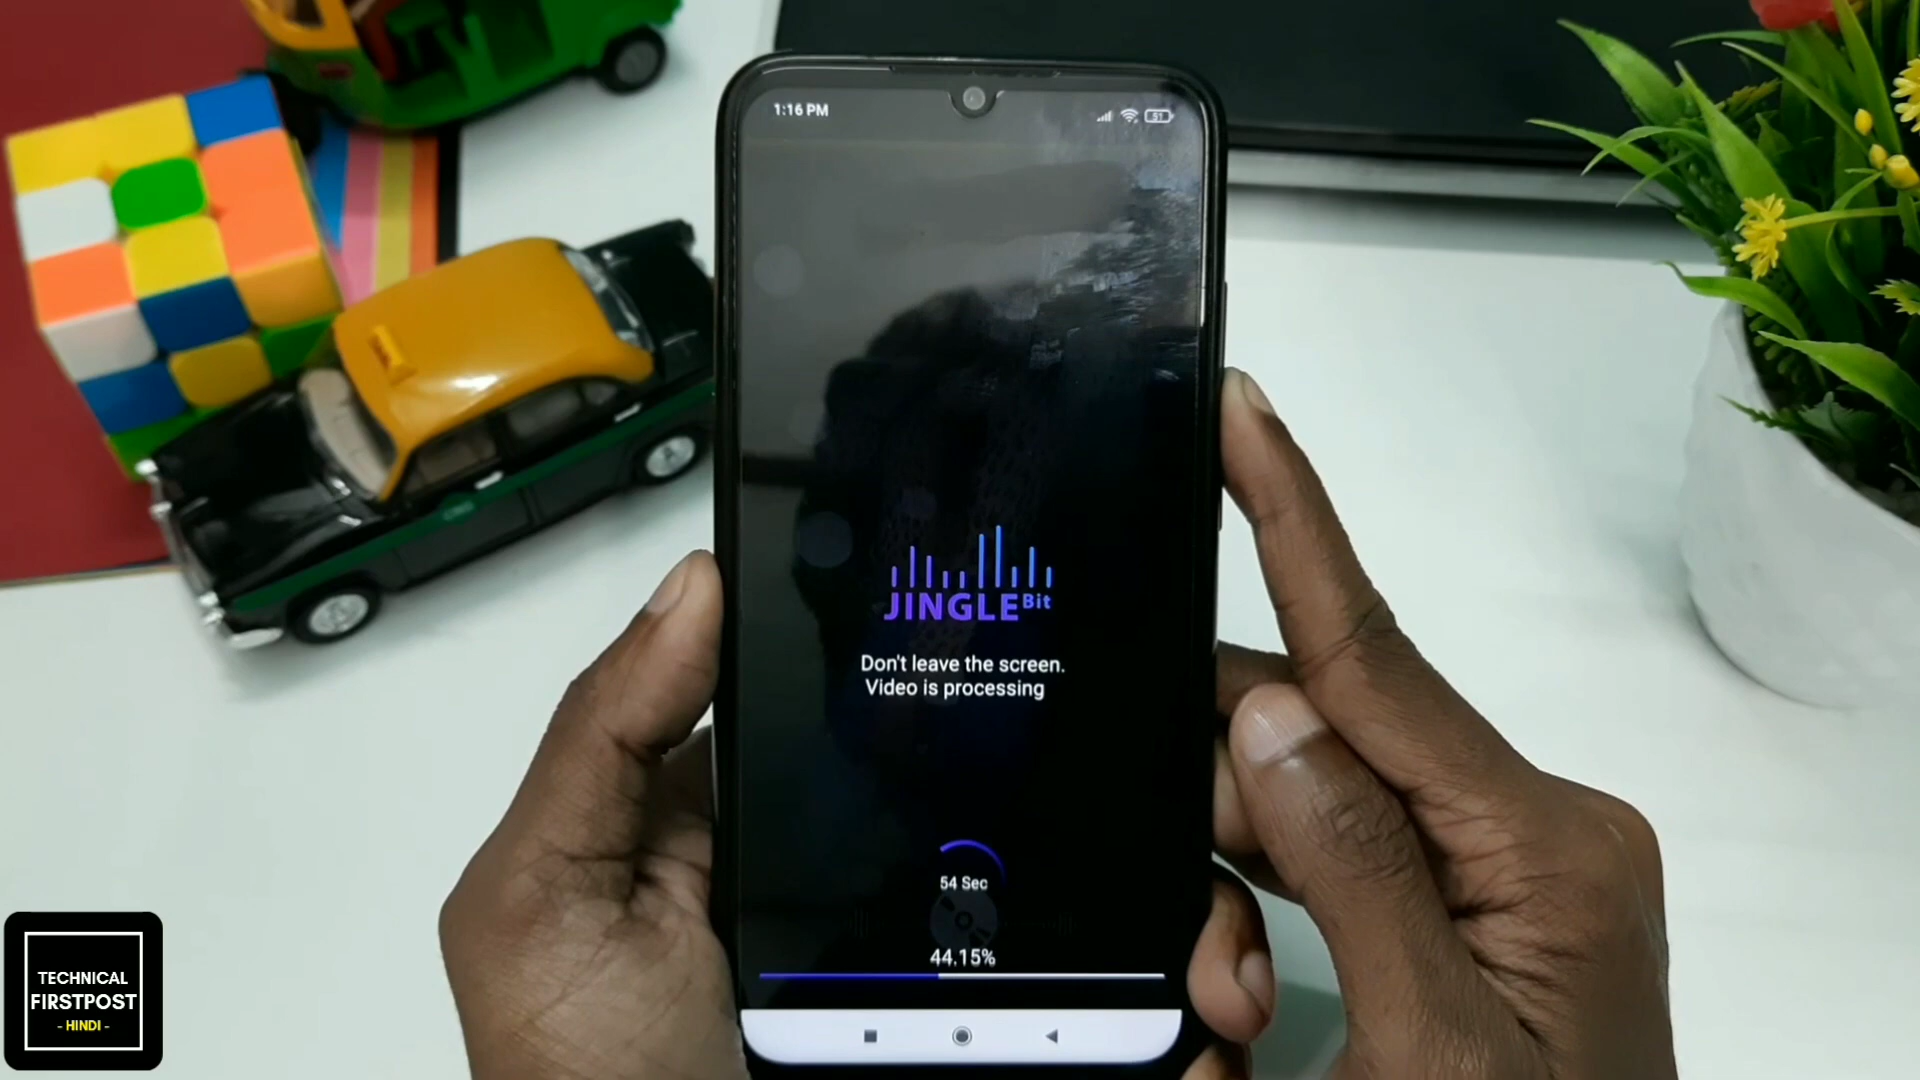 1:16 PM
51
JINGLE Bit
Don't leave the screen.
Video is processing
54 Sec
44.15%
TECHNICAL
FIRSTPOST
- HINDI -